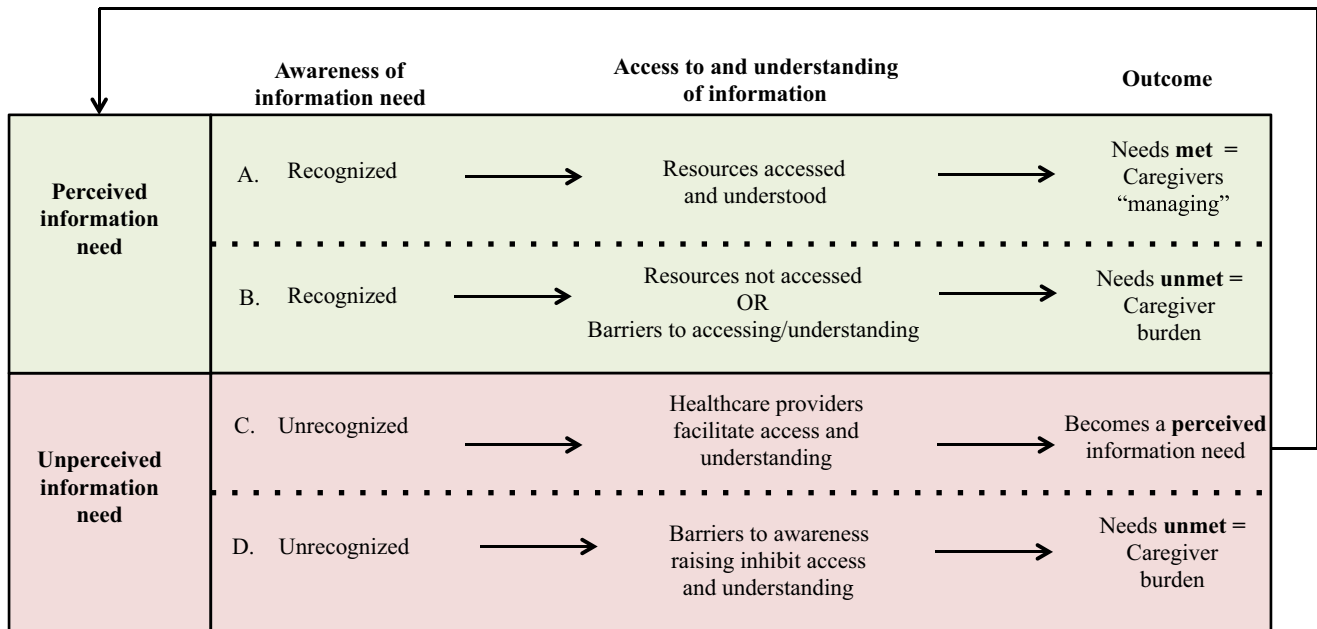 Awareness of
information need
Access to and understanding
of information
Outcome
Perceived
information
need
A. Recognized
Resources accessed
and understood
Needs met =
Caregivers
“managing”
B. Recognized
Resources not accessed
OR
Barriers to accessing/understanding
Needs unmet =
Caregiver
burden
Unperceived
information
need
C. Unrecognized
Healthcare providers
facilitate access and
understanding
Becomes a perceived
information need
D. Unrecognized
Barriers to awareness
raising inhibit access
and understanding
Needs unmet =
Caregiver
burden